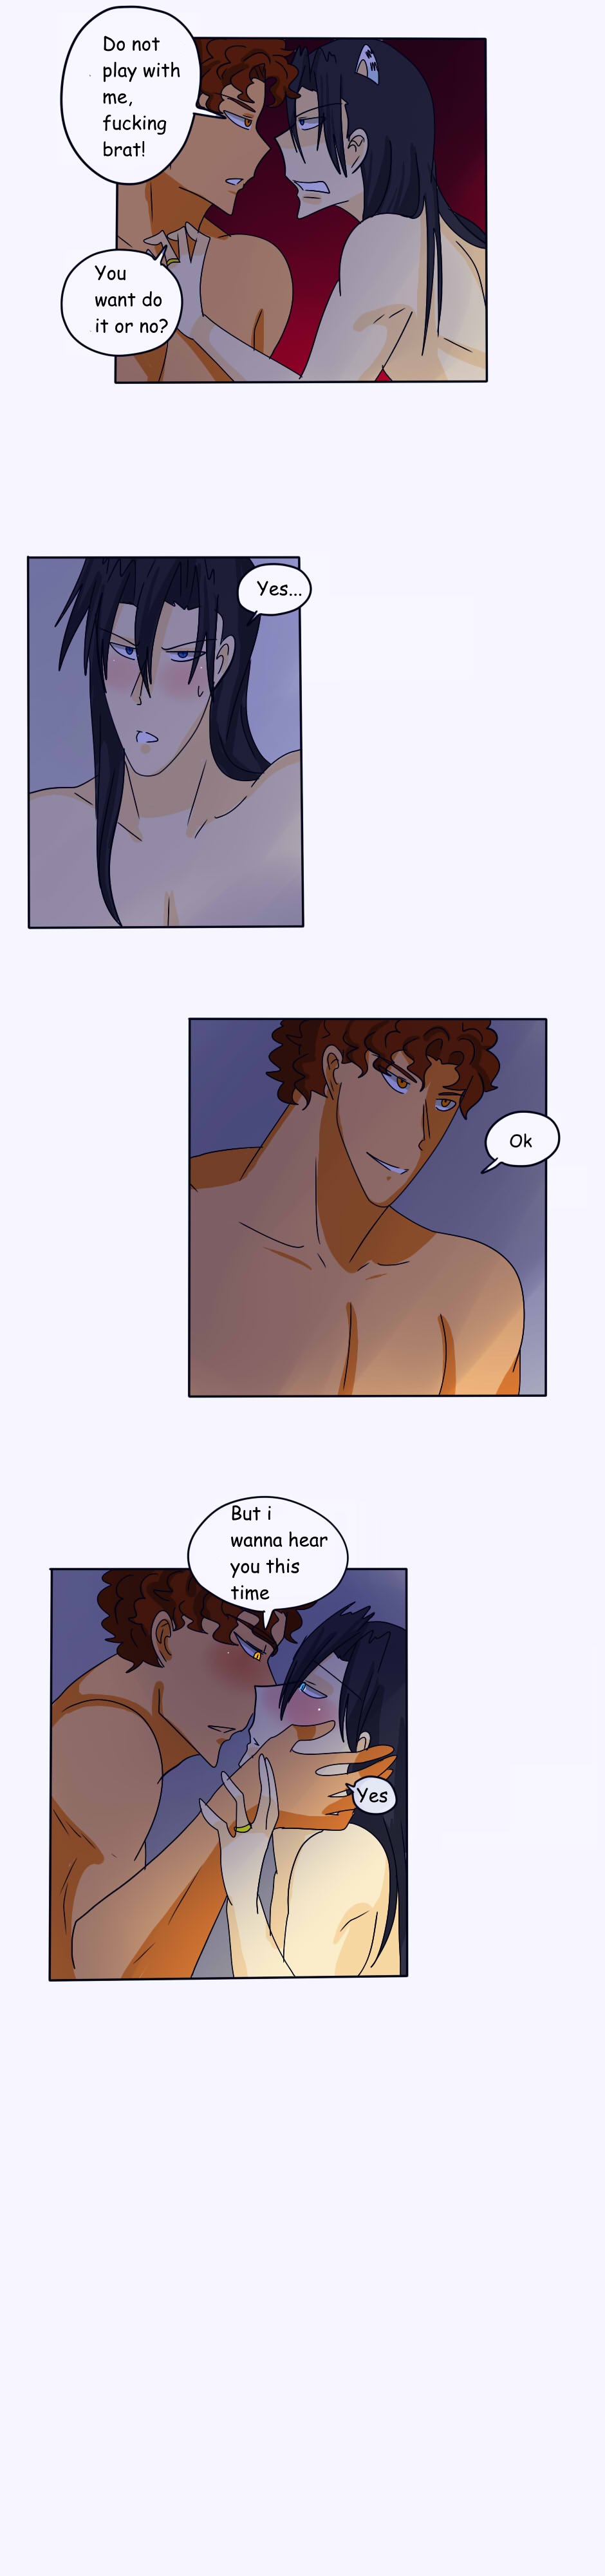 Do not
play with
me,
fucking
brat!
You
want do
it or no?
Yes...
Ok
But i
wanna hear
you this
time
Yes